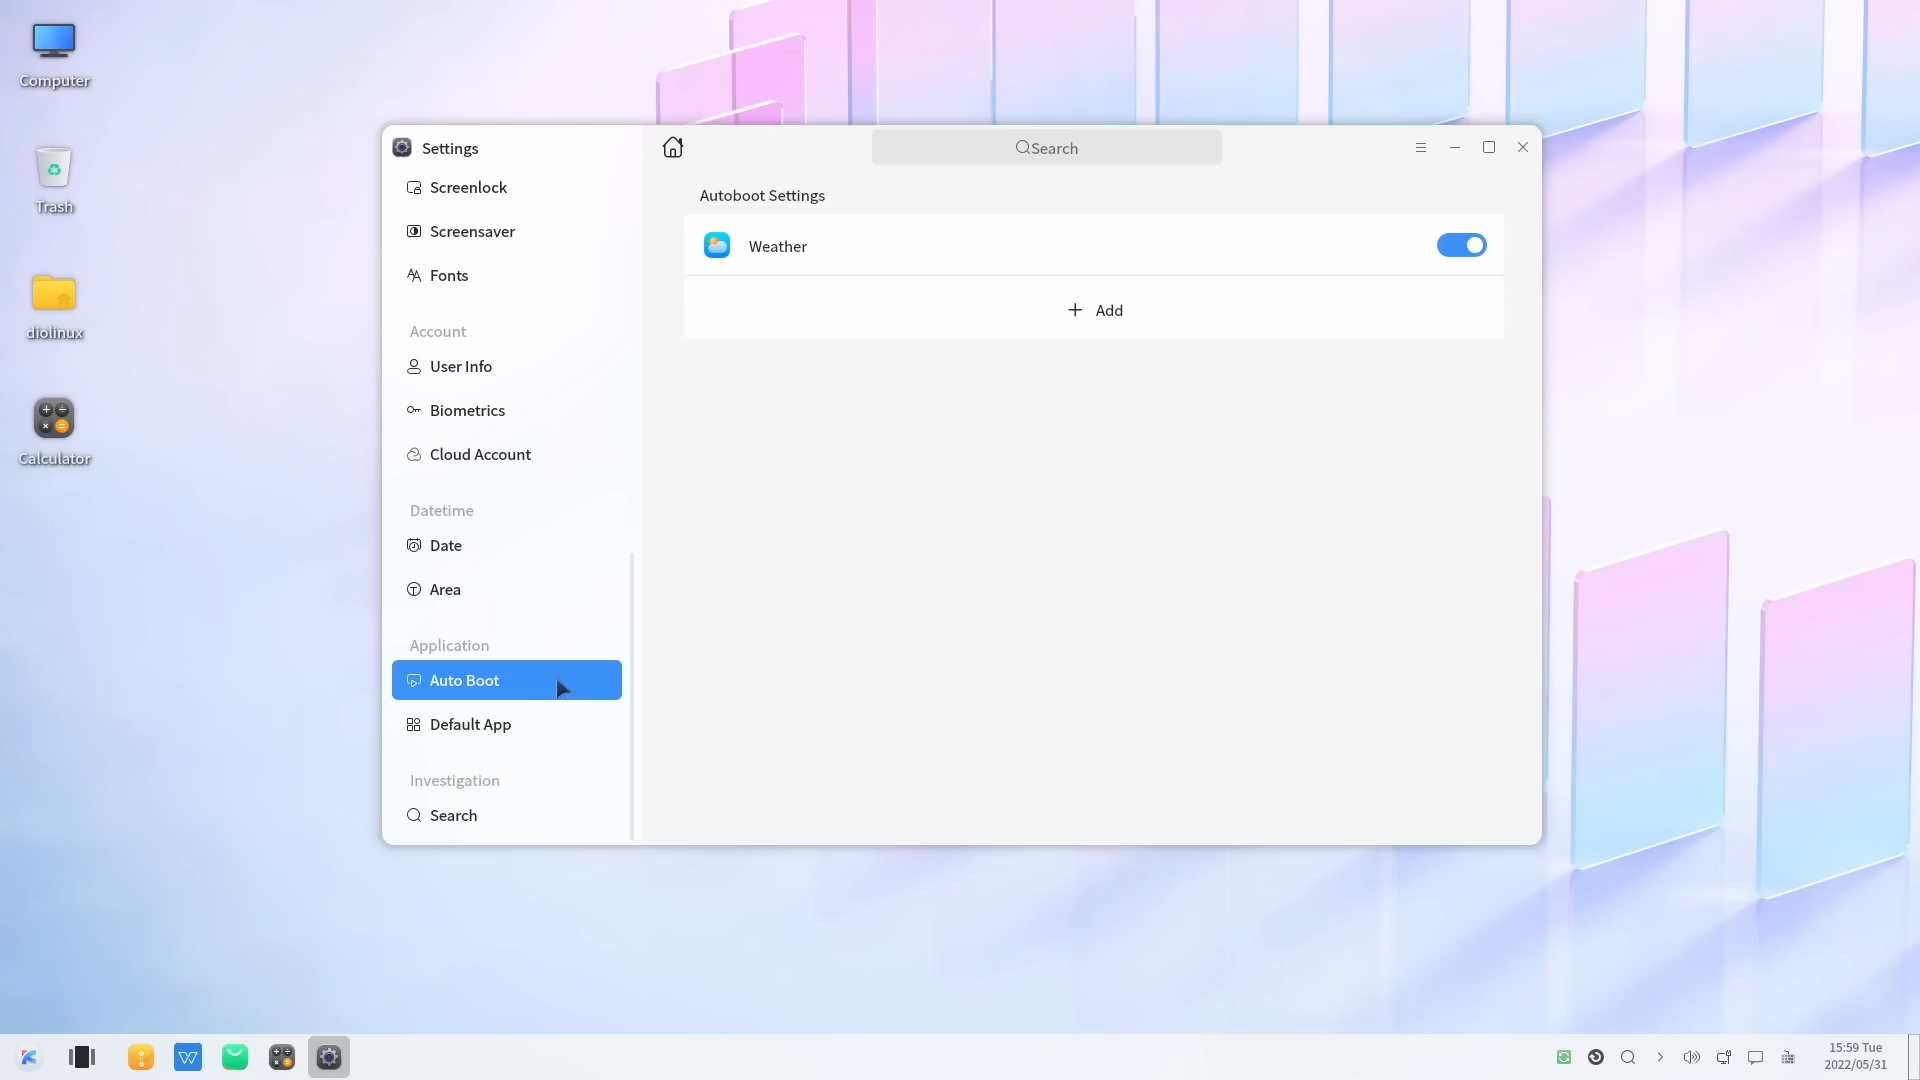 Computer
Trash
diolinux
Calculator
Settings
Screenlock
Screensaver
Fonts
Account
User Info
Biometrics
Cloud Account
Datetime
Date
Area
Application
Auto Boot
Default App
Investigation
Search
Search
Autoboot Settings
Weather
Add
15:59 Tue
2022/05/31